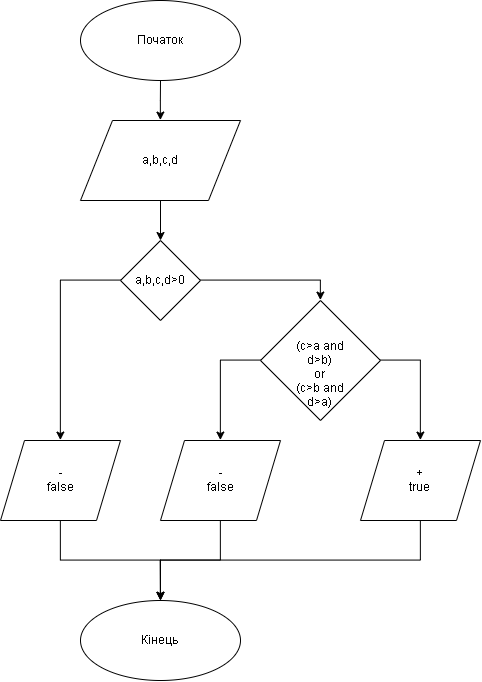 Початок
a,b,c,d
a,b,c,d>0
(c>a and
d>b)
or
(c>b and
d>a)
-
false
-
false
+
true
Кінець